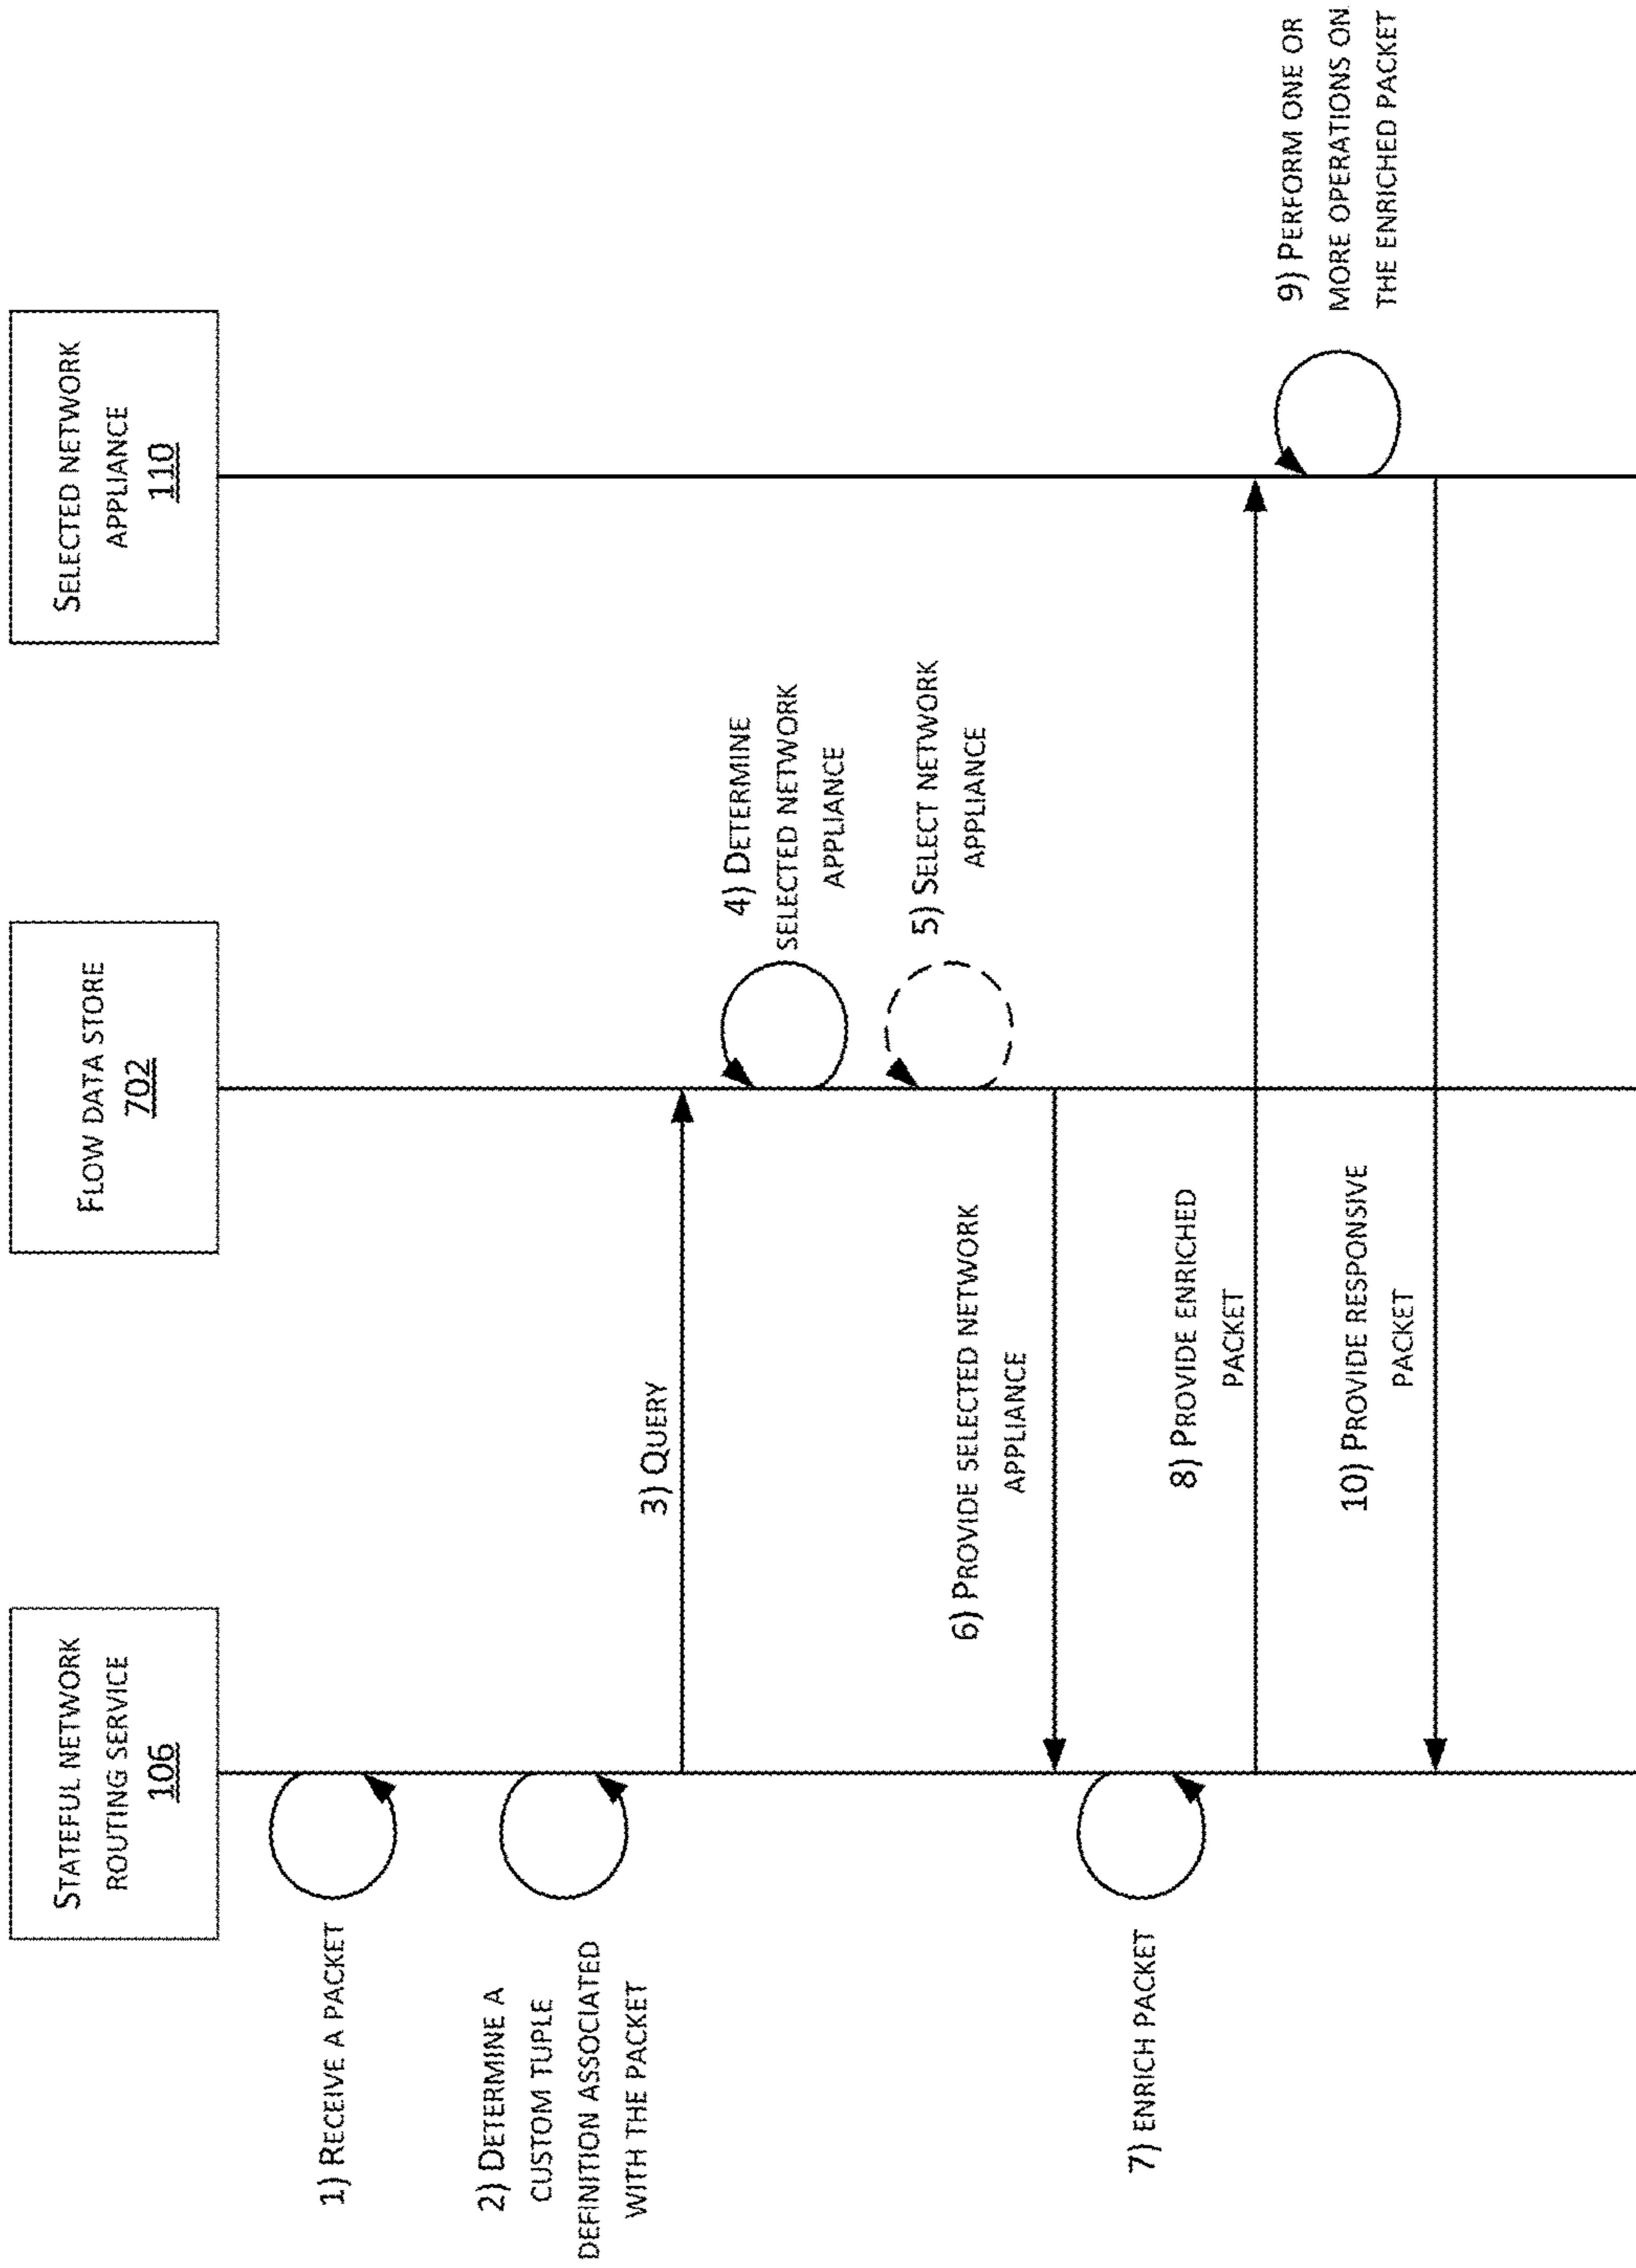 STATEFUL NETWORK
ROUTING SERVICE
106
FLOW DATA STORE
702
SELECTED NETWORK
APPLIANCE
110
1) RECEIVE A PACKET
2) DETERMINE A
CUSTOM TUPLE
DEFINITION ASSOCIATED
WITH THE PACKET
3) QUERY
4) DETERMINE
SELECTED NETWORK
APPLIANCE
5) SELECT NETWORK
APPLIANCE
6) PROVIDE SELECTED NETWORK
APPLIANCE
7) ENRICH PACKET
8) PROVIDE ENRICHED
PACKET
9) PERFORM ONE OR
MORE OPERATIONS ON
THE ENRICHED PACKET
10) PROVIDE RESPONSIVE
PACKET